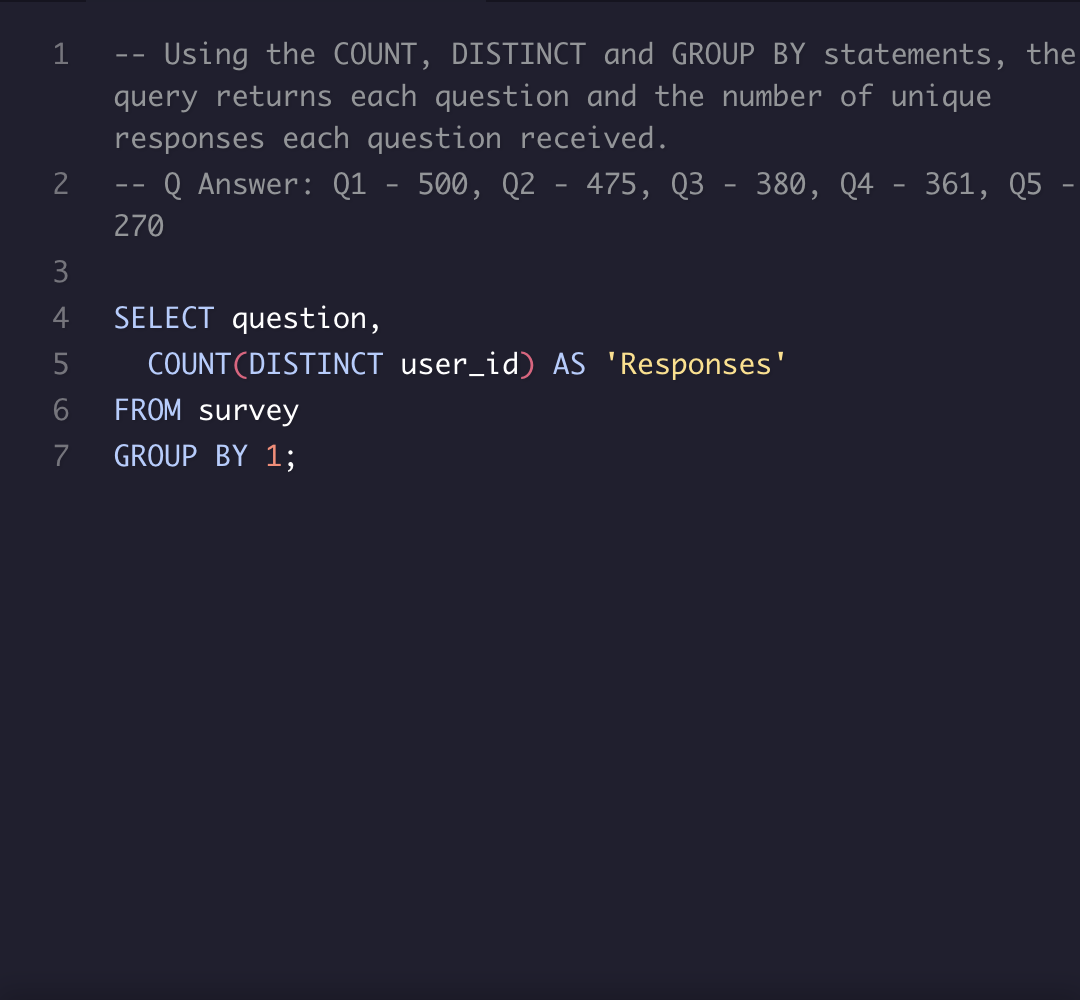 1 -- Using the COUNT, DISTINCT and GROUP BY statements, the
query returns each question and the number of unique
responses each question received.
2 -- Q Answer: Q1 - 500, Q2 - 475, Q3 - 380, Q4 - 361, Q5 -
270
3
4 SELECT question,
5   COUNT(DISTINCT user_id) AS 'Responses'
6 FROM survey
7 GROUP BY 1;